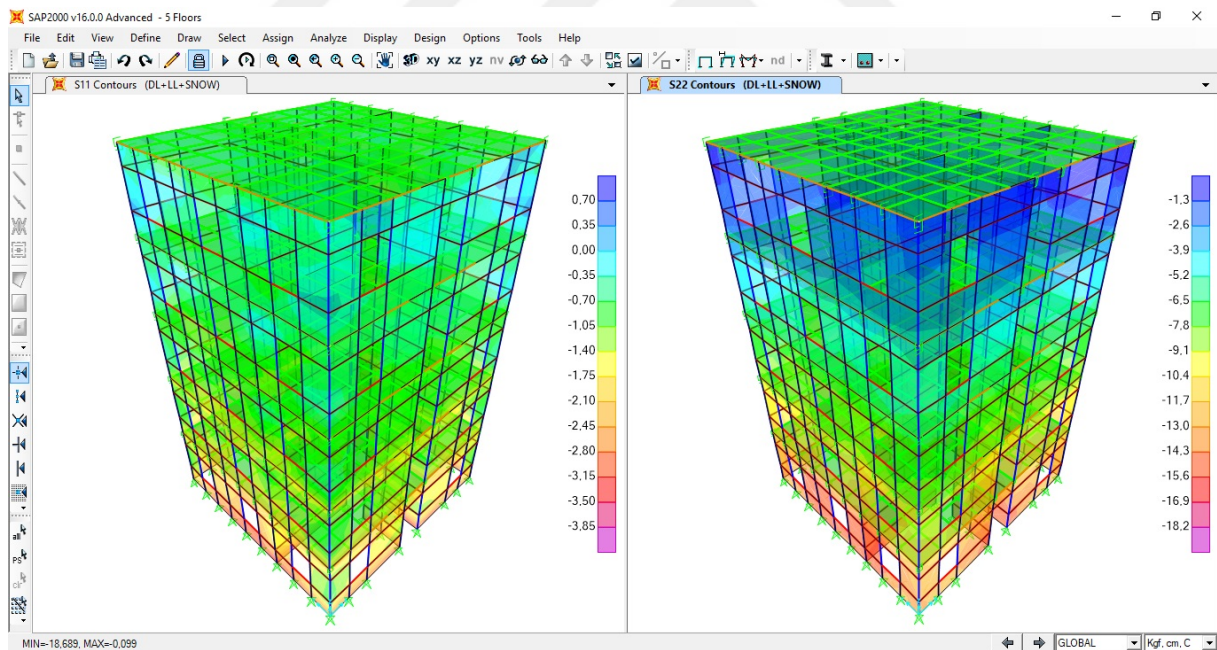 SAP2000 v16.0.0 Advanced - 5 Floors
File Edit View Define Draw Select Assign Analyze Display Design Options Tools Help
3D xy xz yz nv nd
S11 Contours (DL+LL+SNOW)
S22 Contours (DL+LL+SNOW)
0.70
0.35
0.00
-0.35
-0.70
-1.05
-1.40
-1.75
-2.10
-2.45
-2.80
-3.15
-3.50
-3.85
-1.3
-2.6
-3.9
-5.2
-6.5
-7.8
-9.1
-10.4
-11.7
-13.0
-14.3
-15.6
-16.9
-18.2
all
PS
clr
MIN=-18,689, MAX=-0,099
GLOBAL
Kgf, cm, C